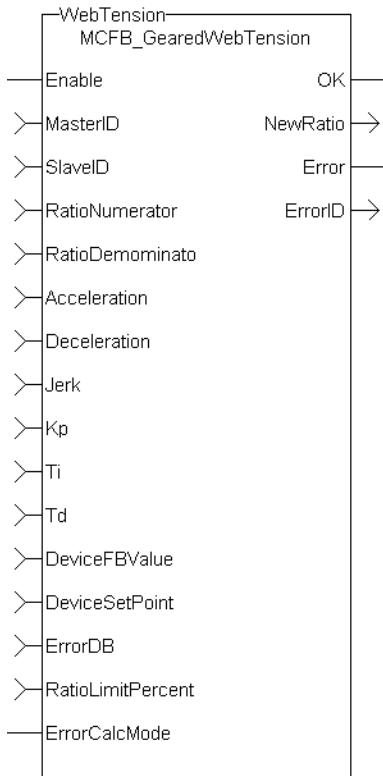 WebTension
MCFB_GearedWebTension
Enable OK
MasterID NewRatio
SlaveID Error
RatioNumerator ErrorID
RatioDemominato
Acceleration
Deceleration
Jerk
Kp
Ti
Td
DeviceFBValue
DeviceSetPoint
ErrorDB
RatioLimitPercent
ErrorCalcMode